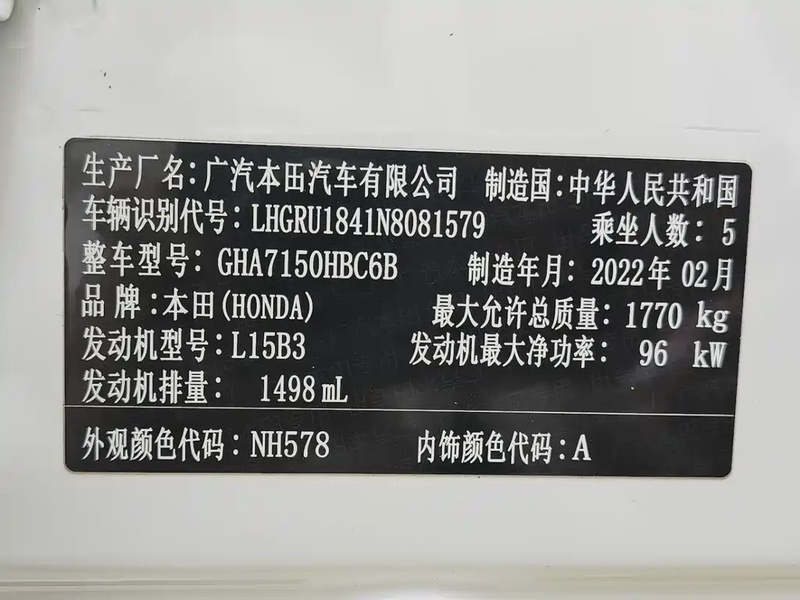 生产厂名:广汽本田汽车有限公司 制造国:中华人民共和国
车辆识别代号:LHGRU1841N8081579 乘坐人数: 5
整车型号: GHA7150HBC6B 制造年月: 2022年 02月
品 牌:本田(HONDA) 最大允许总质量: 1770 kg
发动机型号:L15B3 发动机最大净功率: 96 kW
发动机排量: 1498 mL
外观颜色代码: NH578 内饰颜色代码:A